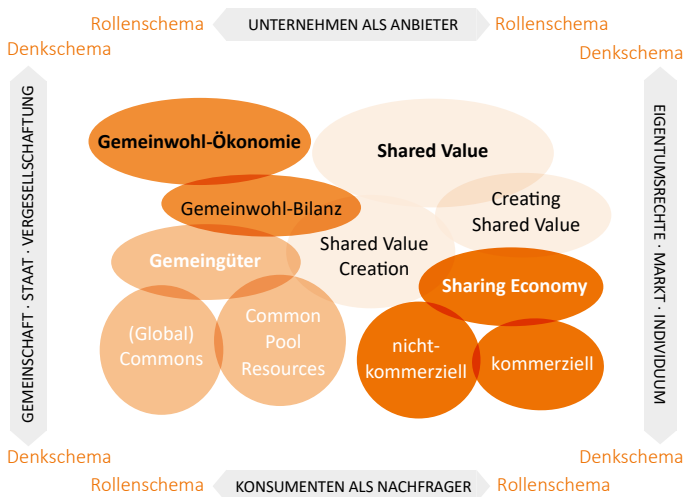 Rollenschema
UNTERNEHMEN ALS ANBIETER
Rollenschema
Denkschema
Denkschema
GEMEINSCHAFT · STAAT · VERGESELLSCHAFTUNG
EIGENTUMSRECHTE · MARKT · INDIVIDUUM
Gemeinwohl-Ökonomie
Shared Value
Gemeinwohl-Bilanz
Creating
Shared Value
Shared Value
Creation
Gemeingüter
Sharing Economy
(Global)
Commons
Common
Pool
Resources
nicht-
kommerziell
kommerziell
Denkschema
Denkschema
Rollenschema
KONSUMENTEN ALS NACHFRAGER
Rollenschema